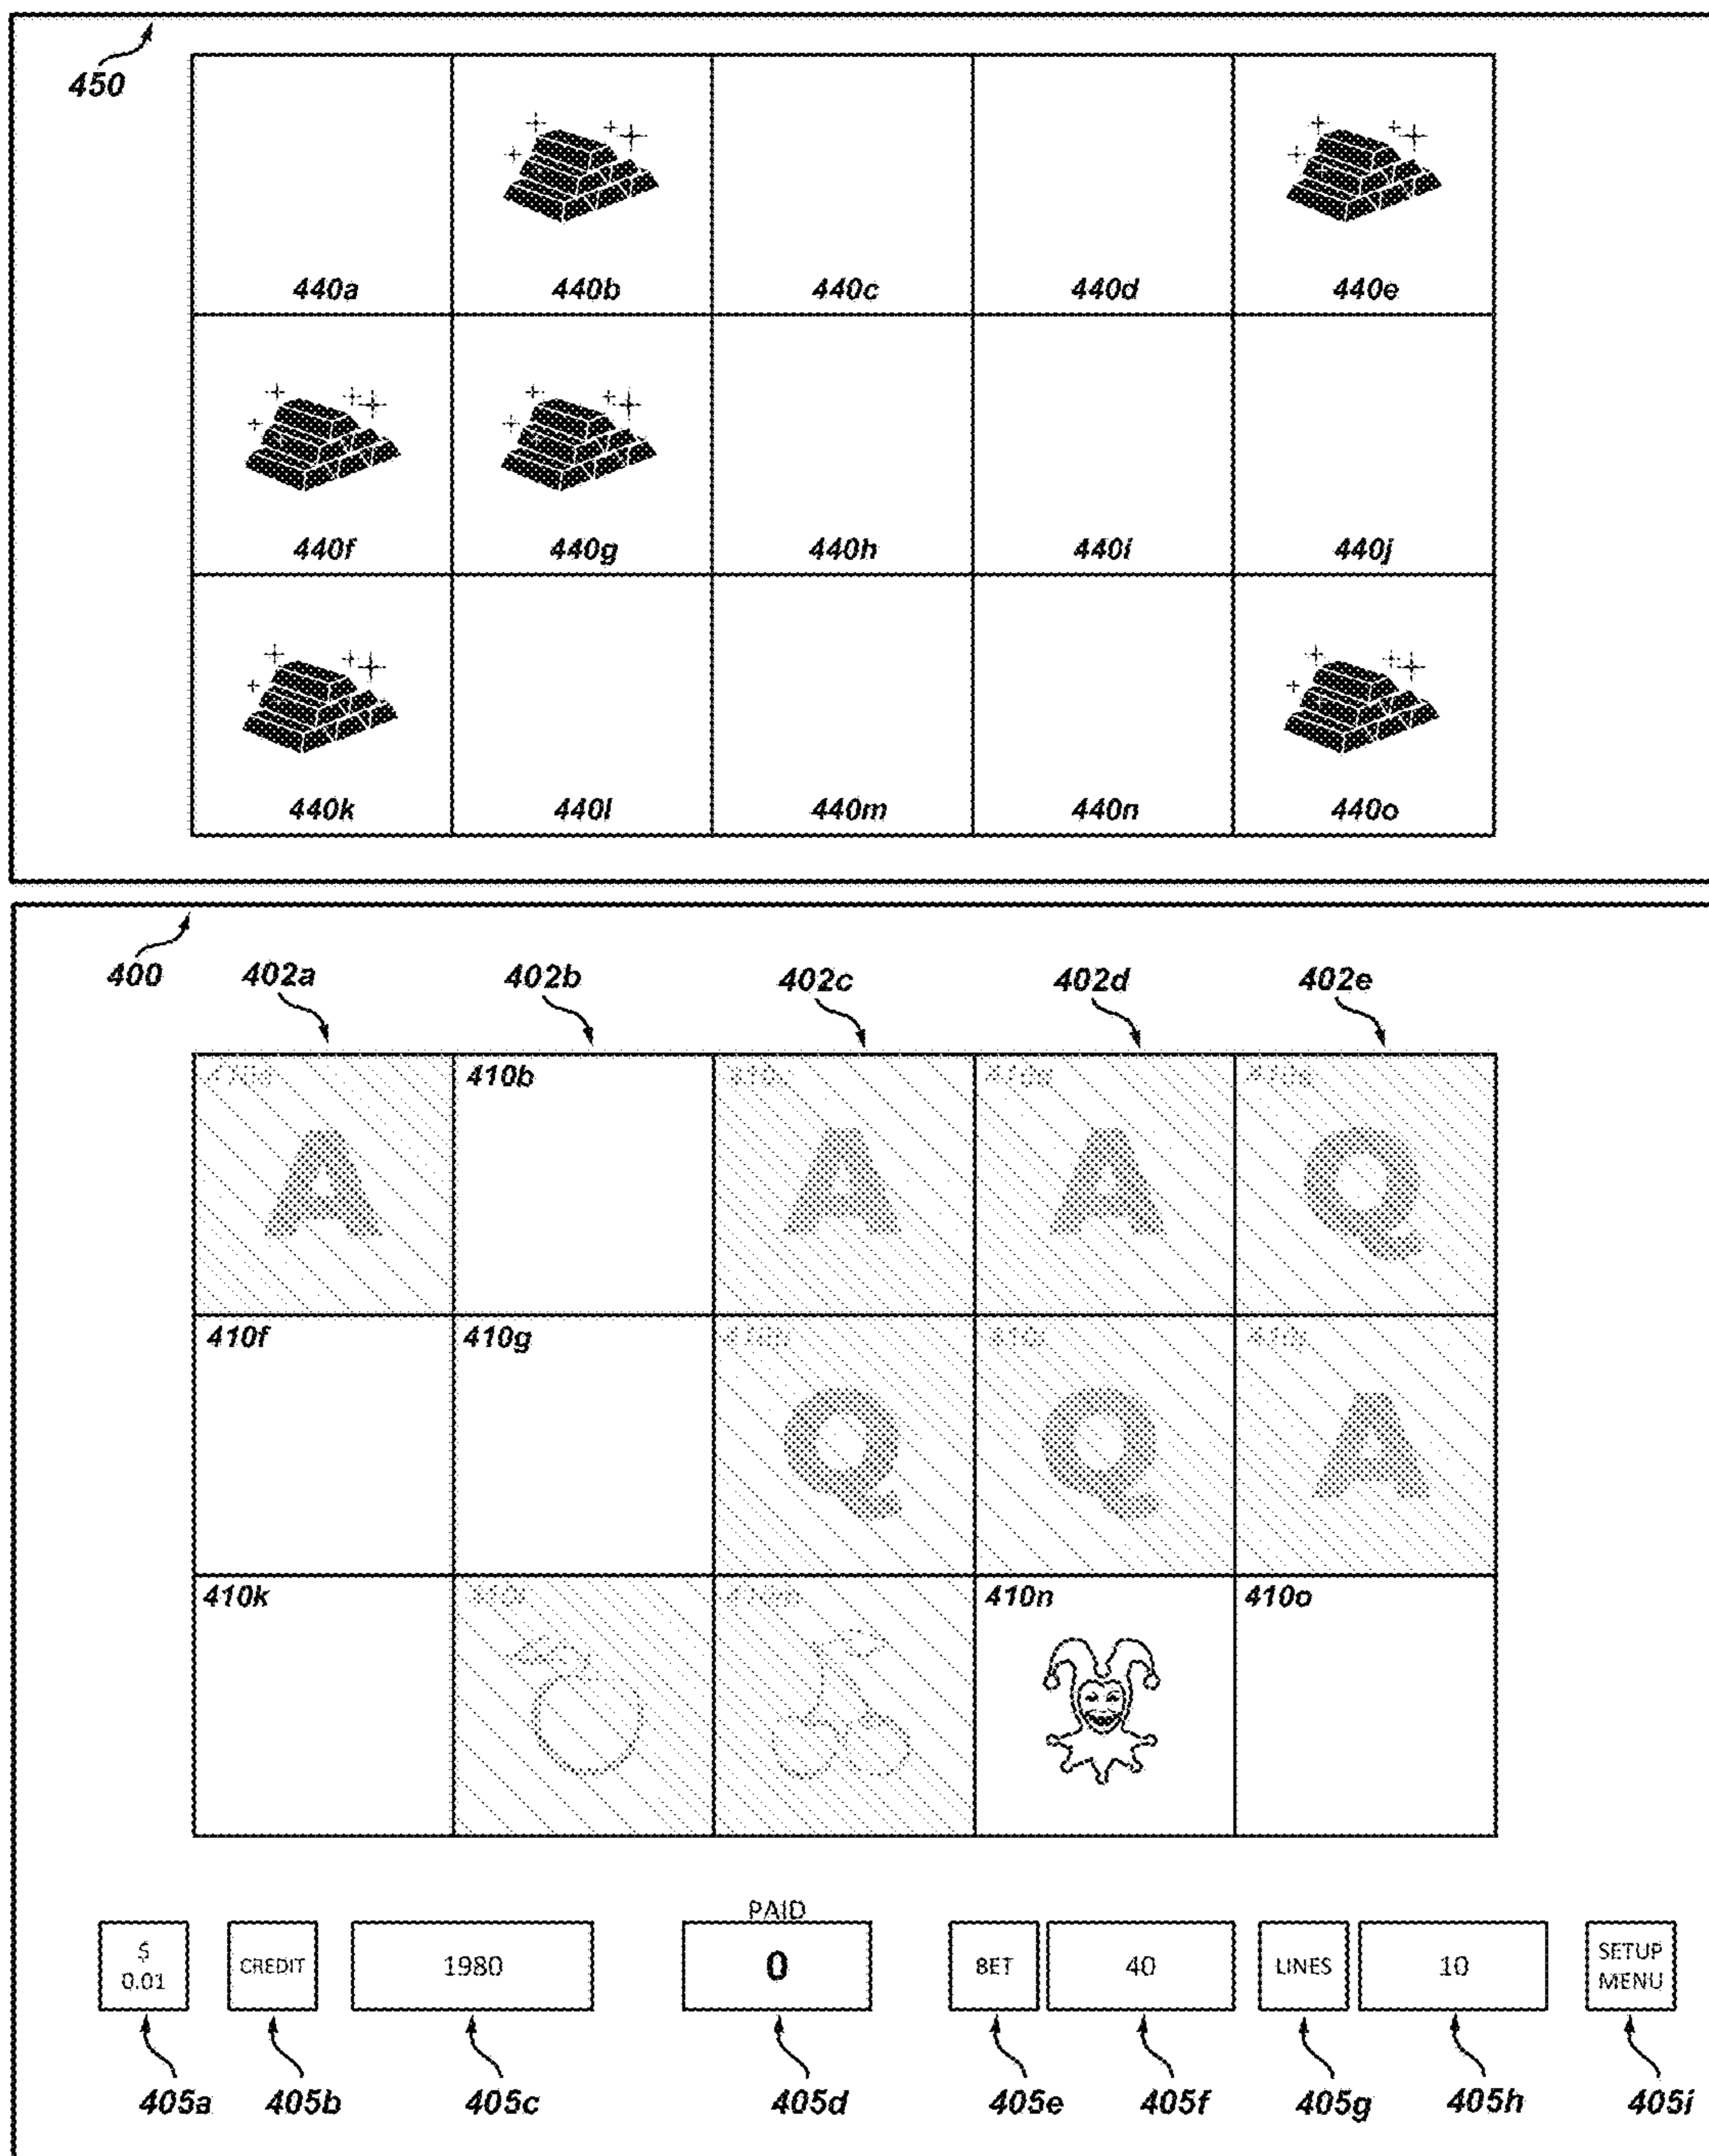 450
440a 440b 440c 440d 440e
440f 440g 440h 440i 440j
440k 440l 440m 440n 440o
400 402a 402b 402c 402d 402e
410b
A A A Q
410f 410g
Q Q A
410k 410n 410o
PAID
$ 0.01 CREDIT 1980 0 BET 40 LINES 10 SETUP MENU
405a 405b 405c 405d 405e 405f 405g 405h 405i